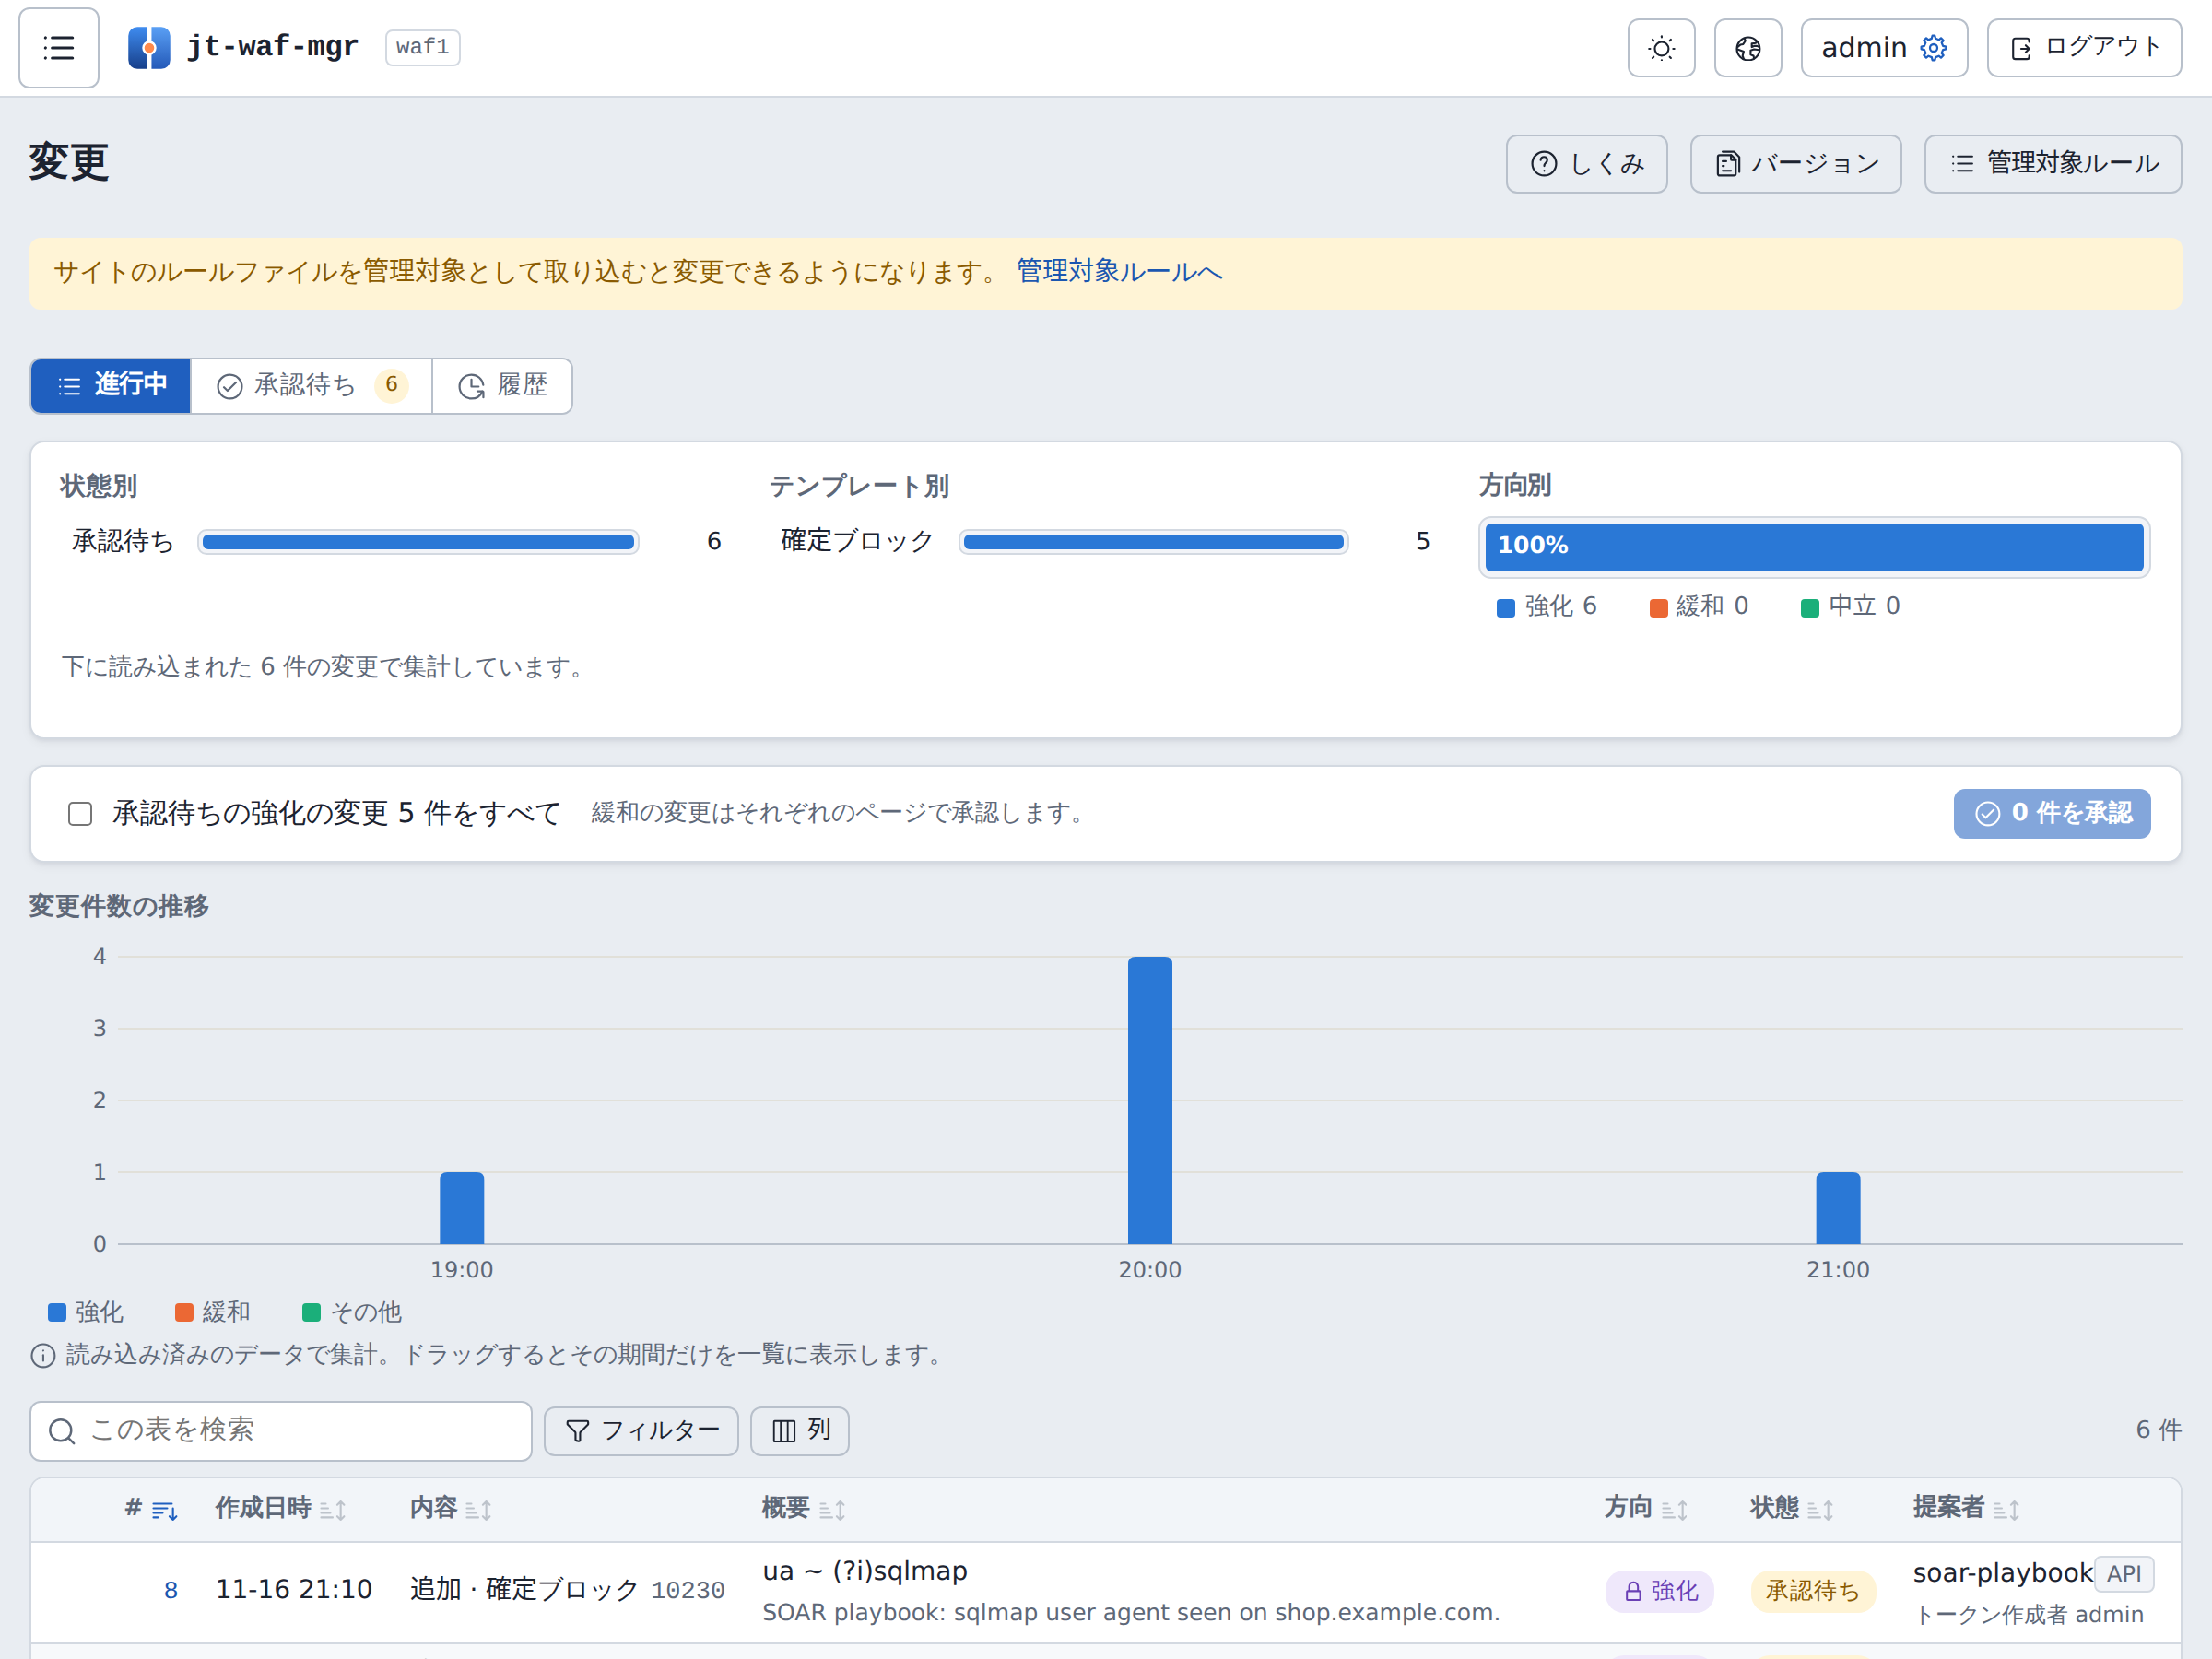 jt-waf-mgr waf1 admin ログアウト
変更 しくみ バージョン 管理対象ルール
サイトのルールファイルを管理対象として取り込むと変更できるようになります。 管理対象ルールへ
進行中 承認待ち 6 履歴
状態別 テンプレート別 方向別
承認待ち 6 確定ブロック 5 100%
強化 6 緩和 0 中立 0
下に読み込まれた 6 件の変更で集計しています。
承認待ちの強化の変更 5 件をすべて 緩和の変更はそれぞれのページで承認します。 0 件を承認
変更件数の推移
4
3
2
1
0
19:00 20:00 21:00
強化 緩和 その他
読み込み済みのデータで集計。ドラッグするとその期間だけを一覧に表示します。
この表を検索 フィルター 列 6 件
# 作成日時 内容 概要 方向 状態 提案者
8 11-16 21:10 追加 · 確定ブロック 10230 ua ~ (?i)sqlmap 強化 承認待ち soar-playbook API
SOAR playbook: sqlmap user agent seen on shop.example.com. トークン作成者 admin